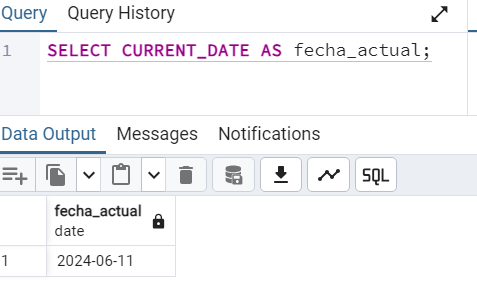 Query Query History
1 SELECT CURRENT_DATE AS fecha_actual;
Data Output Messages Notifications
SQL
fecha_actual
date
1 2024-06-11